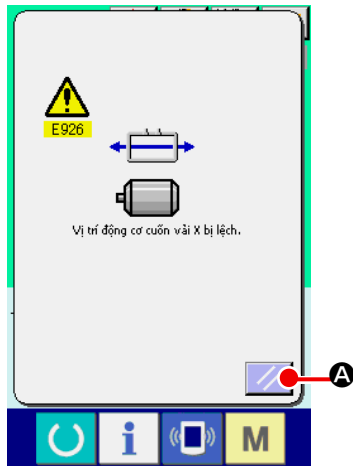 E926
Vị trí động cơ cuốn vải X bị lệch.
A
i
M